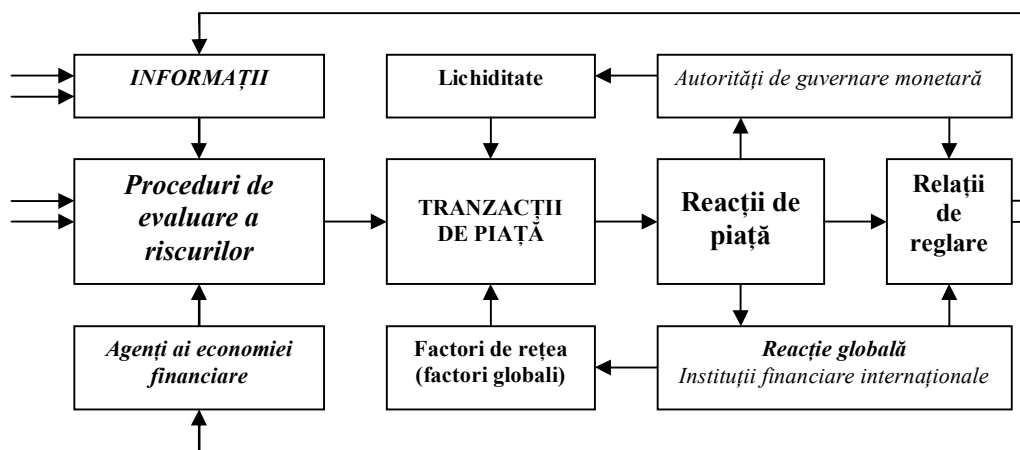 INFORMAȚII
Lichiditate
Autorități de guvernare monetară
Proceduri de
evaluare a
riscurilor
TRANZACȚII
DE PIAȚĂ
Reacții de
piață
Relații
de
reglare
Agenți ai economiei
financiare
Factori de rețea
(factori globali)
Reacție globală
Instituții financiare internaționale